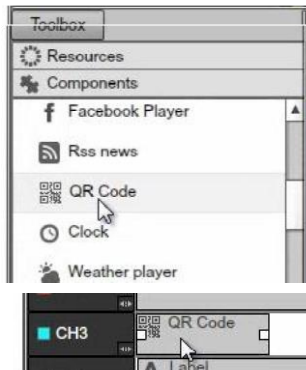 Toolbox
Resources
Components
Facebook Player
Rss news
QR Code
Clock
Weather player
QR Code
CH3
Label